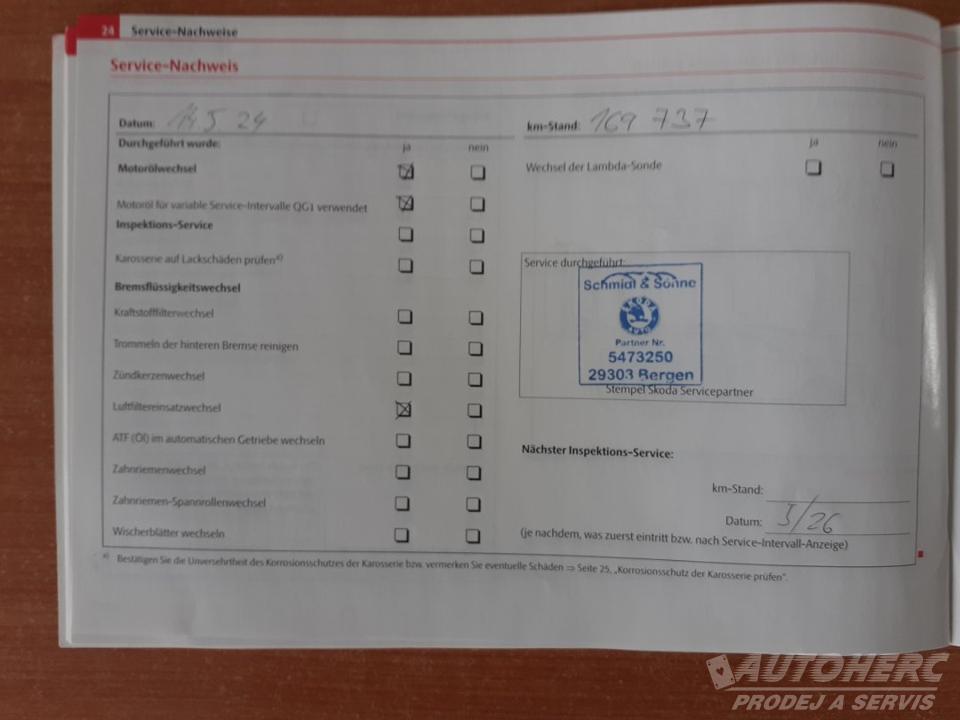 24 Service-Nachweise
Service-Nachweis
Datum: 14.5 24
km-Stand: 169 737
Durchgeführt wurde: ja nein
ja nein
Motorölwechsel
Wechsel der Lambda-Sonde
Motoröl für variable Service-Intervalle QG1 verwendet
Inspektions-Service
Karosserie auf Lackschäden prüfen a)
Service durchgeführt:
Schmidt & Söhne
SKODA
AUTO
Partner Nr.
5473250
29303 Bergen
Stempel Skoda Servicepartner
Bremsflüssigkeitswechsel
Kraftstofffilterwechsel
Trommeln der hinteren Bremse reinigen
Zündkerzenwechsel
Luftfiltereinsatzwechsel
ATF (Öl) im automatischen Getriebe wechseln
Zahnriemenwechsel
Zahnriemen-Spannrollenwechsel
Wischerblätter wechseln
Nächster Inspektions-Service:
km-Stand:
Datum: 5/26
(je nachdem, was zuerst eintritt bzw. nach Service-Intervall-Anzeige)
a) Bestätigen Sie die Unversehrtheit des Korrosionsschutzes der Karosserie bzw. vermerken Sie eventuelle Schäden ⇒ Seite 25, „Korrosionsschutz der Karosserie prüfen“.
AUTOHERC
PRODEJ A SERVIS